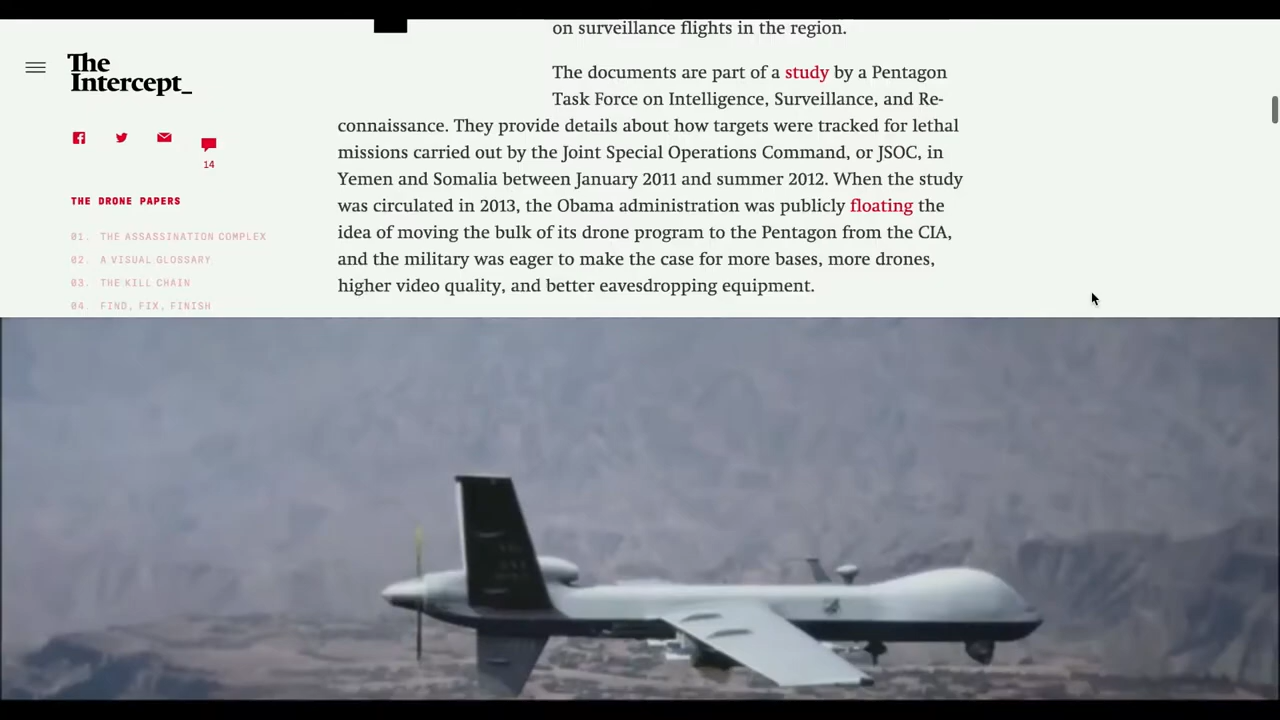 on surveillance flights in the region.
The Intercept_
The documents are part of a study by a Pentagon
Task Force on Intelligence, Surveillance, and Re-
connaissance. They provide details about how targets were tracked for lethal
missions carried out by the Joint Special Operations Command, or JSOC, in
Yemen and Somalia between January 2011 and summer 2012. When the study
was circulated in 2013, the Obama administration was publicly floating the
idea of moving the bulk of its drone program to the Pentagon from the CIA,
and the military was eager to make the case for more bases, more drones,
higher video quality, and better eavesdropping equipment.
14
THE DRONE PAPERS
01. THE ASSASSINATION COMPLEX
02. A VISUAL GLOSSARY
03. THE KILL CHAIN
04. FIND, FIX, FINISH